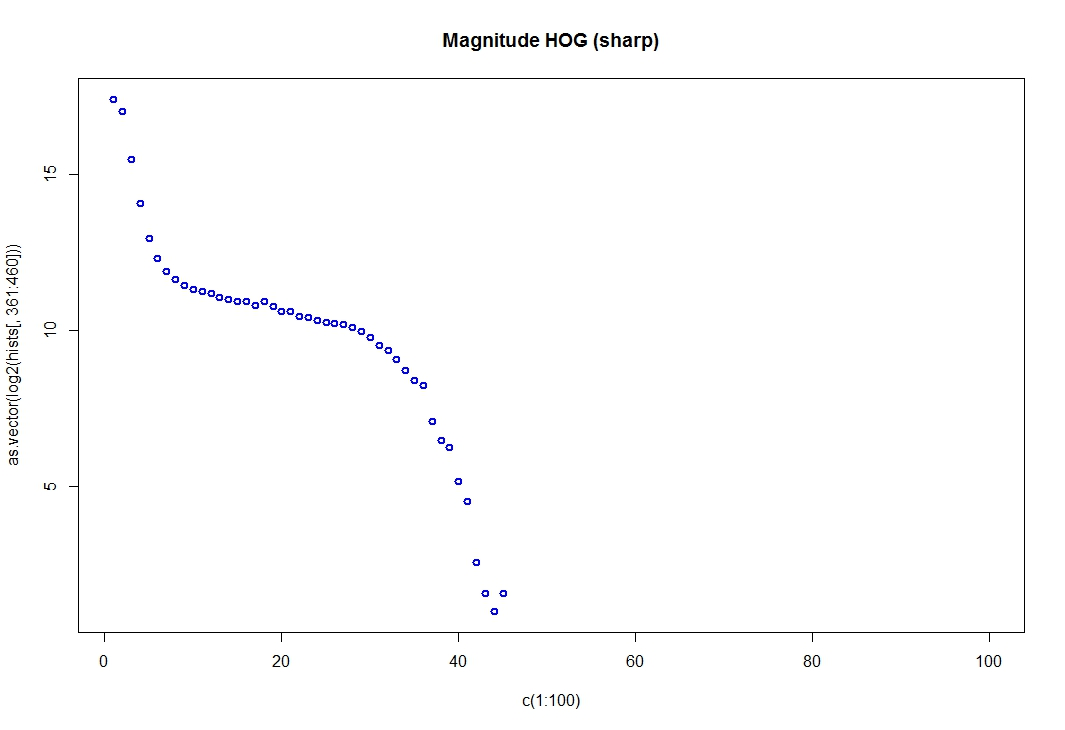 Magnitude HOG (sharp)
as.vector(log2(hists[, 361:460]))
15
10
5
0 20 40 60 80 100
c(1:100)